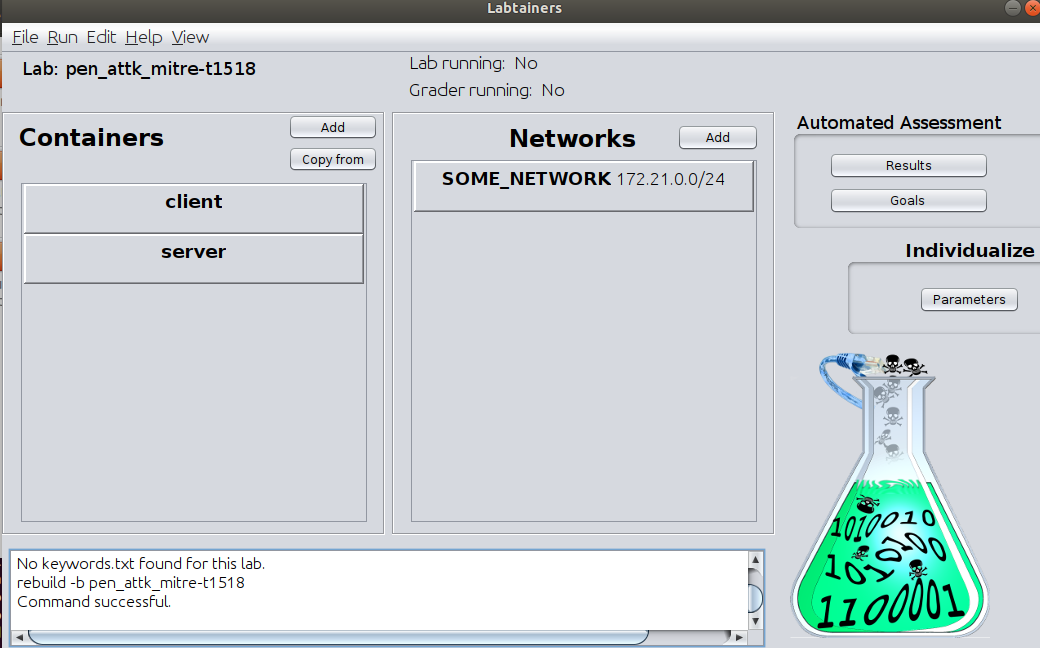 Labtainers
File Run Edit Help View
Lab: pen_attk_mitre-t1518
Lab running: No
Grader running: No
Containers
Add
Copy from
client
server
Networks
Add
SOME_NETWORK 172.21.0.0/24
Automated Assessment
Results
Goals
Individualize
Parameters
No keywords.txt found for this lab.
rebuild -b pen_attk_mitre-t1518
Command successful.
1010010
1100001